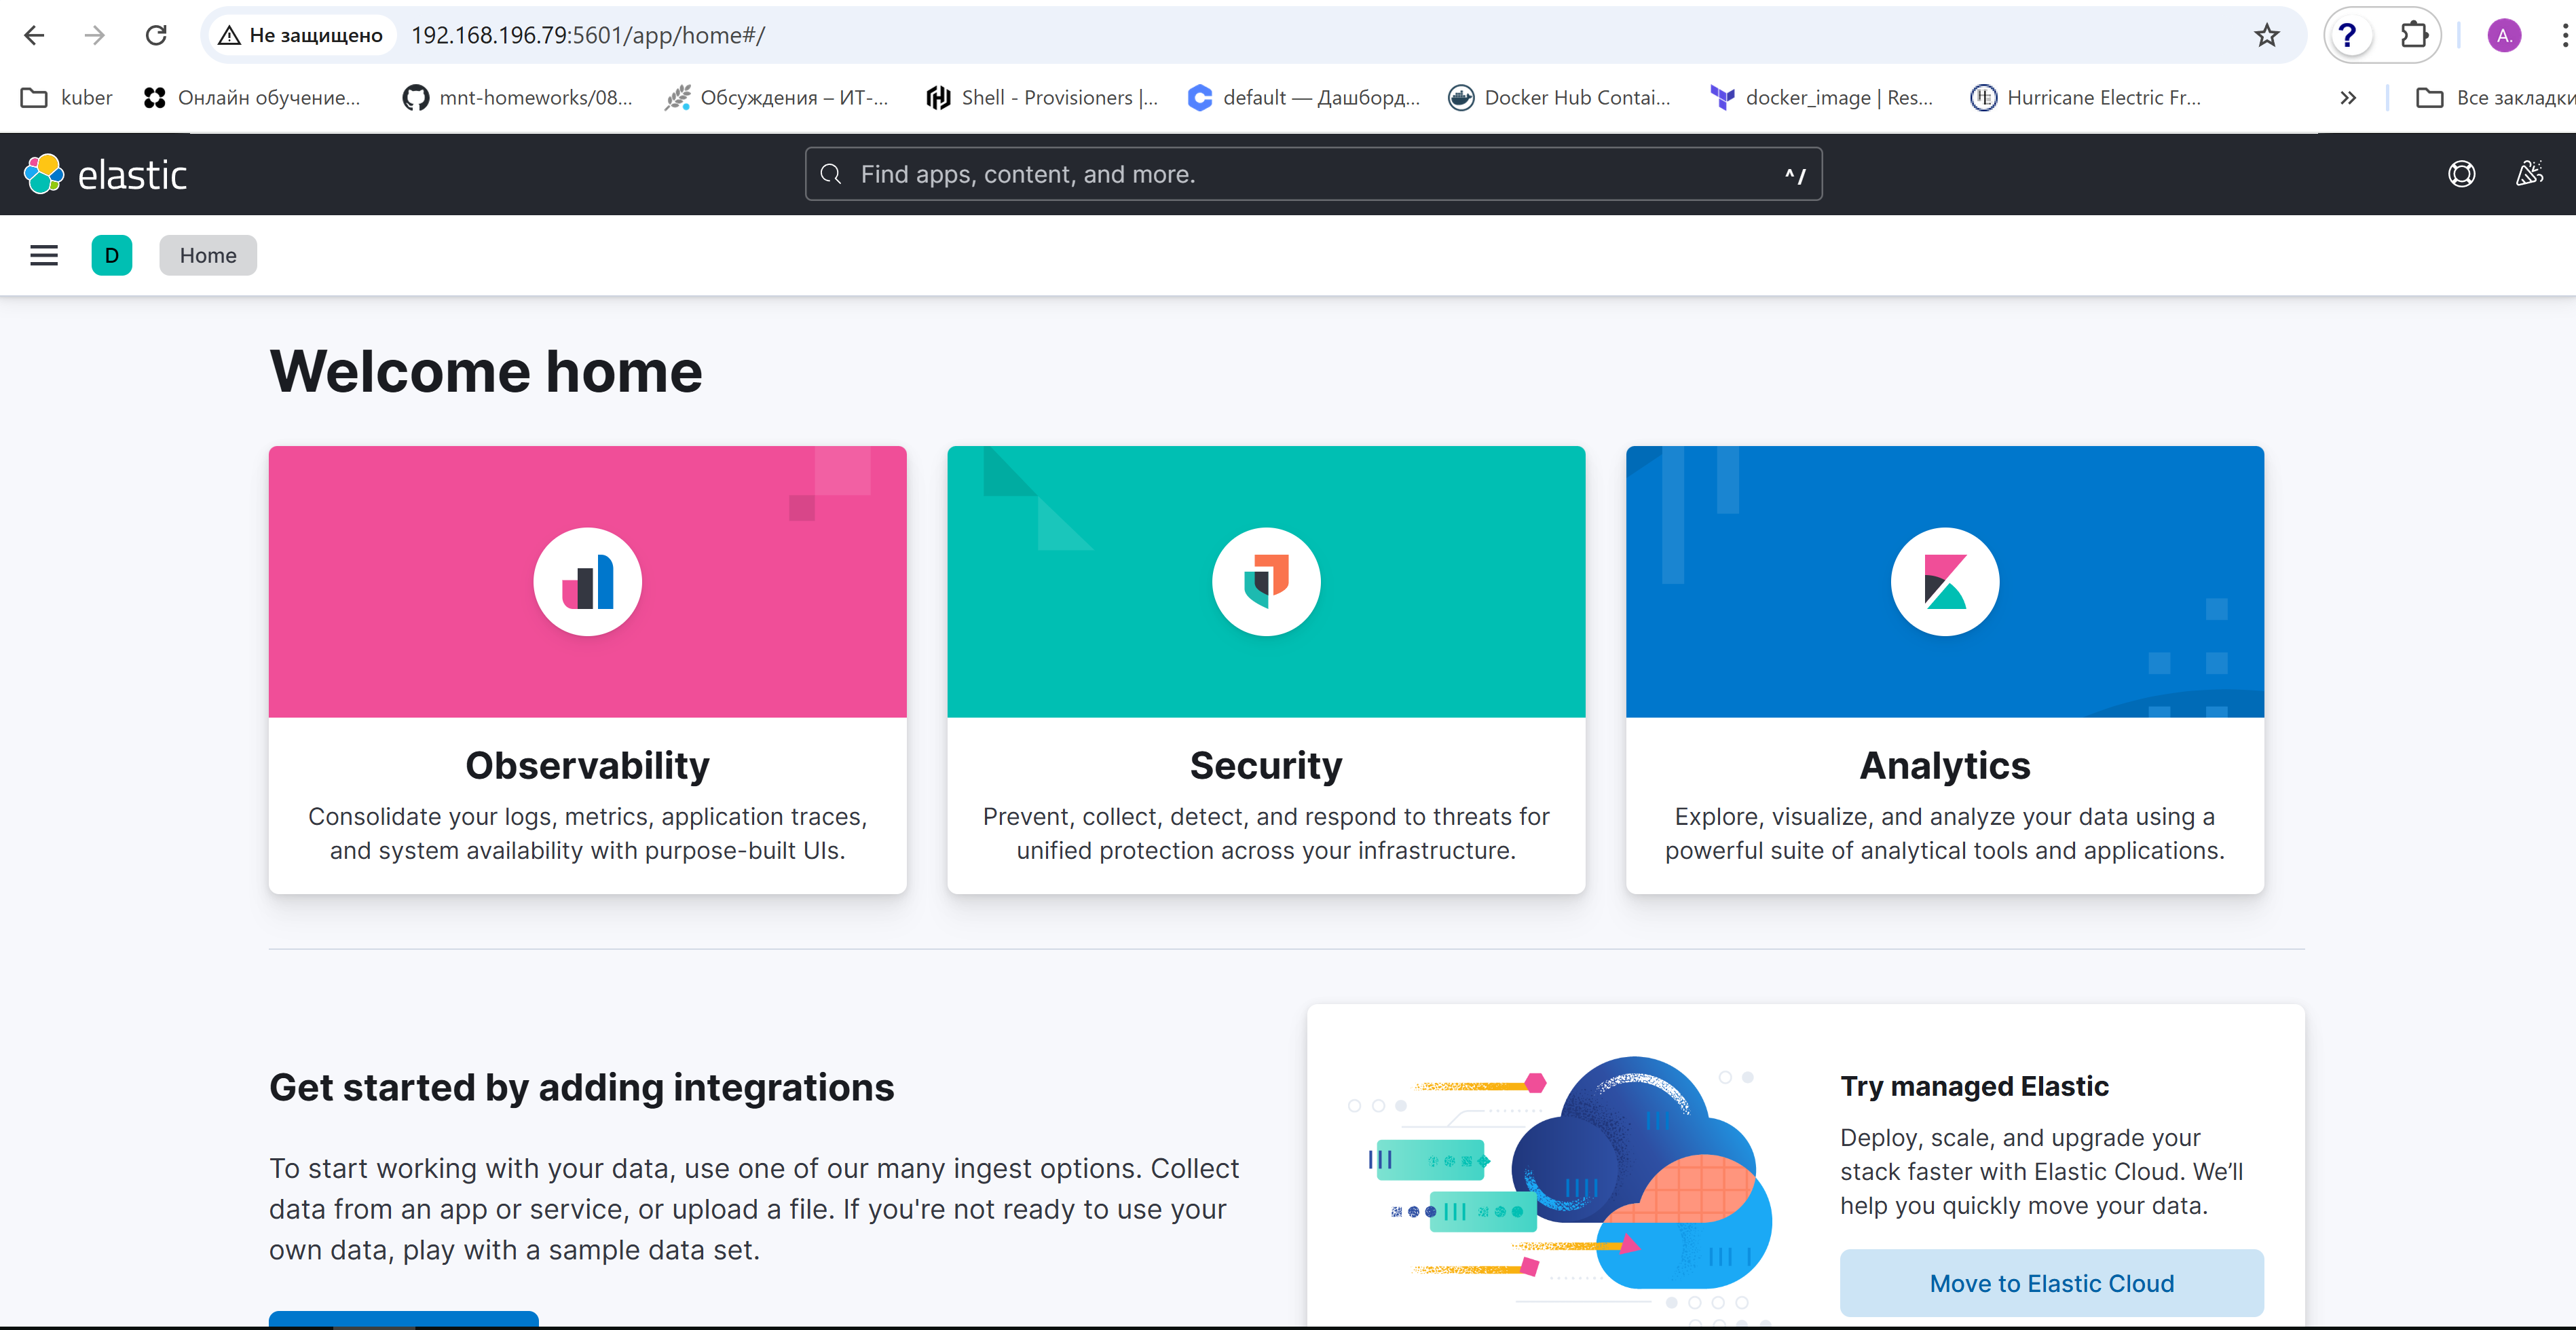 Не защищено 192.168.196.79:5601/app/home#/ ? A.
kuber Онлайн обучение... mnt-homeworks/08... Обсуждения – ИТ-... Shell - Provisioners |... default — Дашборд... Docker Hub Contai... docker_image | Res... Hurricane Electric Fr... » Все закладки
elastic Find apps, content, and more. ^/
D Home
Welcome home
Observability
Consolidate your logs, metrics, application traces,
and system availability with purpose-built UIs.
Security
Prevent, collect, detect, and respond to threats for
unified protection across your infrastructure.
Analytics
Explore, visualize, and analyze your data using a
powerful suite of analytical tools and applications.
Get started by adding integrations
To start working with your data, use one of our many ingest options. Collect
data from an app or service, or upload a file. If you're not ready to use your
own data, play with a sample data set.
Try managed Elastic
Deploy, scale, and upgrade your
stack faster with Elastic Cloud. We’ll
help you quickly move your data.
Move to Elastic Cloud